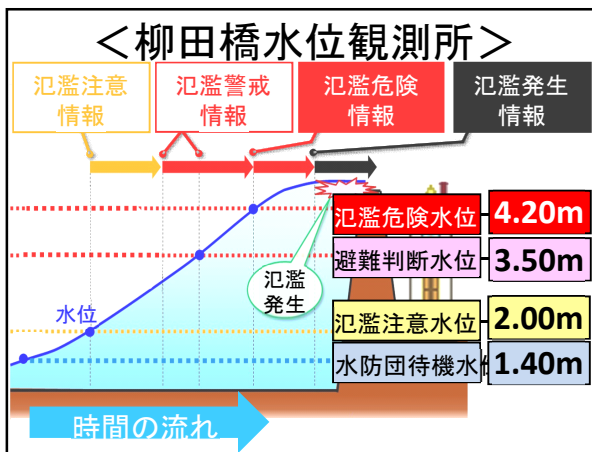 ＜柳田橋水位観測所＞
氾濫注意
情報
氾濫警戒
情報
氾濫危険
情報
氾濫発生
情報
氾濫危険水位
4.20m
避難判断水位
3.50m
氾濫
発生
水位
氾濫注意水位
2.00m
水防団待機水位
1.40m
時間の流れ